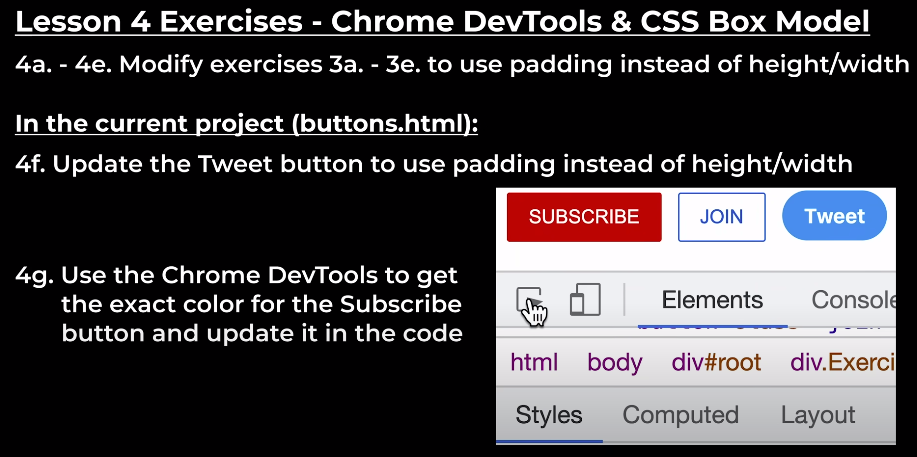 Lesson 4 Exercises - Chrome DevTools & CSS Box Model
4a. - 4e. Modify exercises 3a. - 3e. to use padding instead of height/width
In the current project (buttons.html):
4f. Update the Tweet button to use padding instead of height/width
SUBSCRIBE JOIN Tweet
4g. Use the Chrome DevTools to get
the exact color for the Subscribe
button and update it in the code
Elements Console
html body div#root div.Exerci
Styles Computed Layout